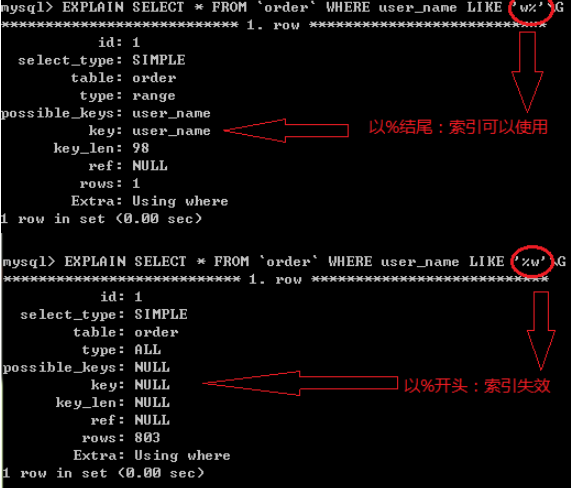 mysql> EXPLAIN SELECT * FROM `order` WHERE user_name LIKE 'w%'\G
*************************** 1. row ***************************
id: 1
select_type: SIMPLE
table: order
type: range
possible_keys: user_name
key: user_name
以%结尾：索引可以使用
key_len: 98
ref: NULL
rows: 1
Extra: Using where
1 row in set (0.00 sec)
mysql> EXPLAIN SELECT * FROM `order` WHERE user_name LIKE '%w'\G
*************************** 1. row ***************************
id: 1
select_type: SIMPLE
table: order
type: ALL
possible_keys: NULL
key: NULL
以%开头：索引失效
key_len: NULL
ref: NULL
rows: 803
Extra: Using where
1 row in set (0.00 sec)